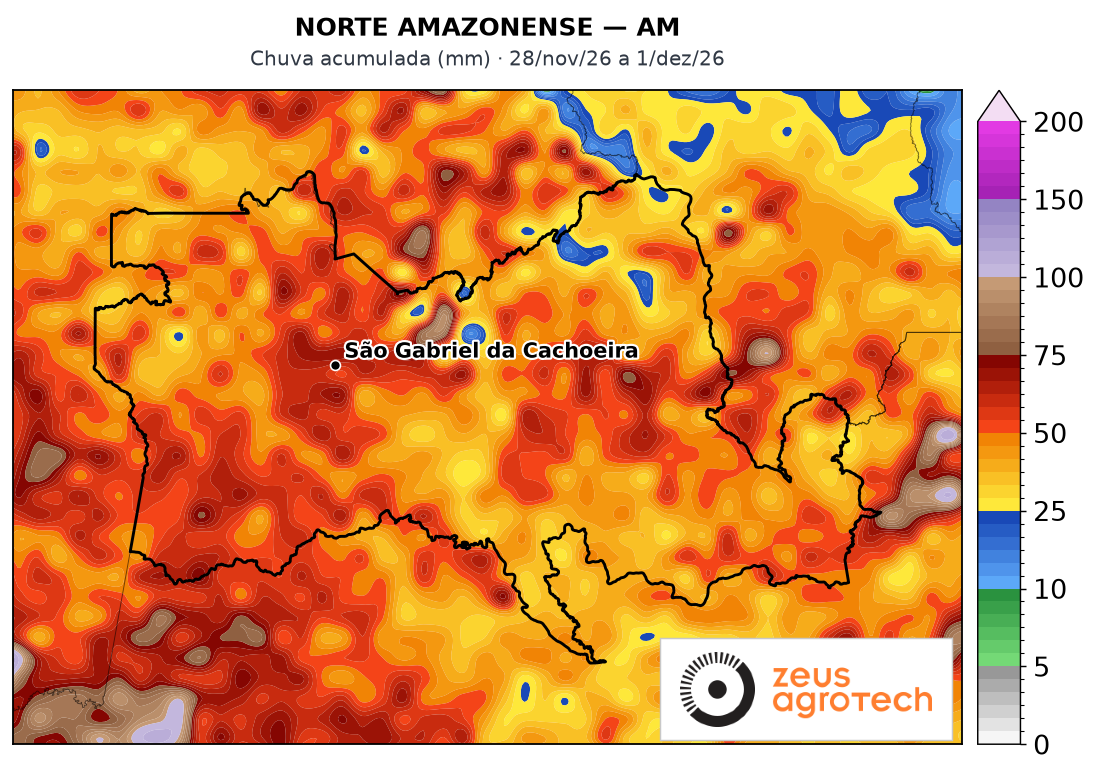 NORTE AMAZONENSE — AM
Chuva acumulada (mm) · 28/nov/26 a 1/dez/26
200
150
100
75
50
25
10
5
0
São Gabriel da Cachoeira
zeus
agrotech